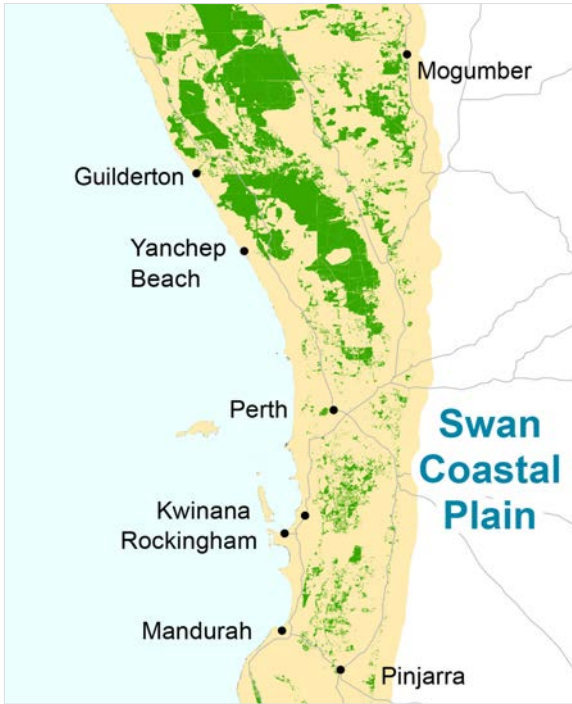 Mogumber
Guilderton
Yanchep
Beach
Perth
Swan
Coastal
Plain
Kwinana
Rockingham
Mandurah
Pinjarra